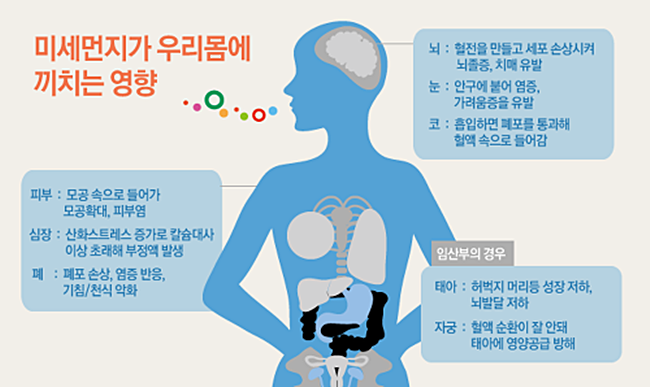 미세먼지가 우리몸에
끼치는 영향
뇌 : 혈전을 만들고 세포 손상시켜
뇌졸증, 치매 유발
눈 : 안구에 붙어 염증,
가려움증을 유발
코 : 흡입하면 폐포를 통과해
혈액 속으로 들어감
피부 : 모공 속으로 들어가
모공확대, 피부염
심장 : 산화스트레스 증가로 칼슘대사
이상 초래해 부정액 발생
폐 : 폐포 손상, 염증 반응,
기침/천식 악화
임산부의 경우
태아 : 허벅지 머리등 성장 저하,
뇌발달 저하
자궁 : 혈액 순환이 잘 안돼
태아에 영양공급 방해